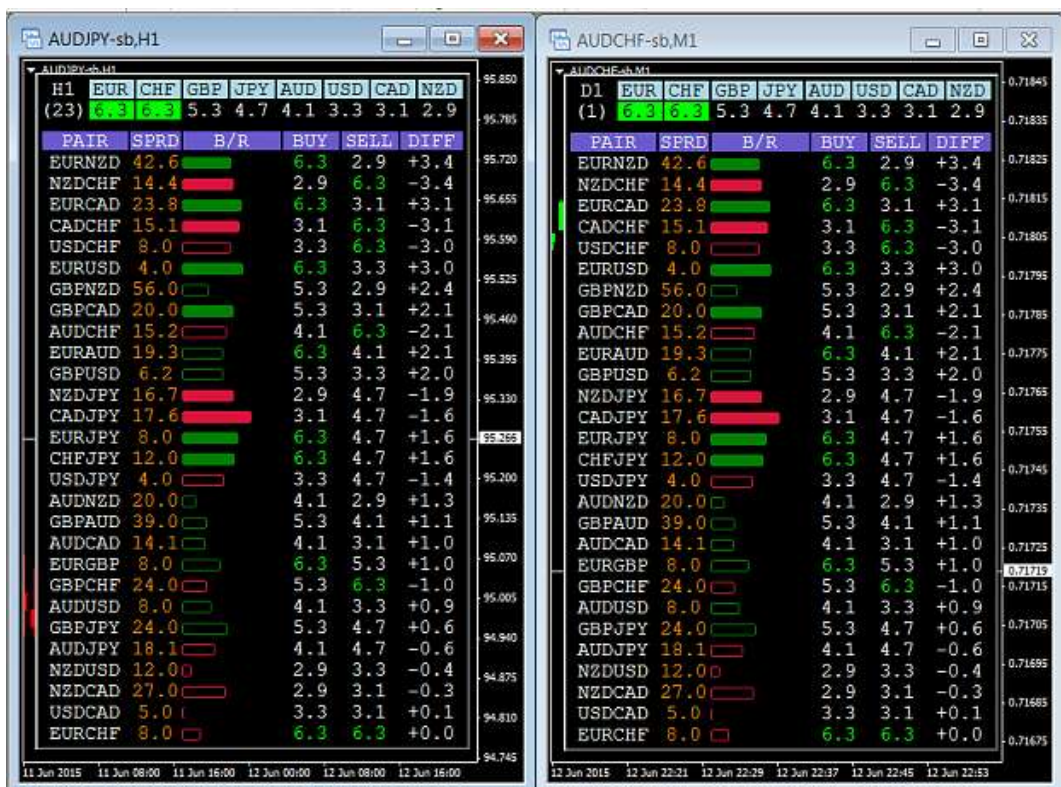 AUDJPY-sb,H1
AUDJPY-sb,H1
H1 EUR CHF GBP JPY AUD USD CAD NZD
(23) 6.3 6.3 5.3 4.7 4.1 3.3 3.1 2.9
PAIR SPRD B/R BUY SELL DIFF
EURNZD 42.6 6.3 2.9 +3.4
NZDCHF 14.4 2.9 6.3 -3.4
EURCAD 23.8 6.3 3.1 +3.1
CADCHF 15.1 3.1 6.3 -3.1
USDCHF 8.0 3.3 6.3 -3.0
EURUSD 4.0 6.3 3.3 +3.0
GBPNZD 56.0 5.3 2.9 +2.4
GBPCAD 20.0 5.3 3.1 +2.1
AUDCHF 15.2 4.1 6.3 -2.1
EURAUD 19.3 6.3 4.1 +2.1
GBPUSD 6.2 5.3 3.3 +2.0
NZDJPY 16.7 2.9 4.7 -1.9
CADJPY 17.6 3.1 4.7 -1.6
EURJPY 8.0 6.3 4.7 +1.6
CHFJPY 12.0 6.3 4.7 +1.6
USDJPY 4.0 3.3 4.7 -1.4
AUDNZD 20.0 4.1 2.9 +1.3
GBPAUD 39.0 5.3 4.1 +1.1
AUDCAD 14.1 4.1 3.1 +1.0
EURGBP 8.0 6.3 5.3 +1.0
GBPCHF 24.0 5.3 6.3 -1.0
AUDUSD 8.0 4.1 3.3 +0.9
GBPJPY 24.0 5.3 4.7 +0.6
AUDJPY 18.1 4.1 4.7 -0.6
NZDUSD 12.0 2.9 3.3 -0.4
NZDCAD 27.0 2.9 3.1 -0.3
USDCAD 5.0 3.3 3.1 +0.1
EURCHF 8.0 6.3 6.3 +0.0
95.850
95.785
95.720
95.655
95.590
95.525
95.460
95.395
95.330
95.266
95.200
95.135
95.070
95.005
94.940
94.875
94.810
94.745
11 Jun 2015 11 Jun 08:00 11 Jun 16:00 12 Jun 00:00 12 Jun 08:00 12 Jun 16:00
AUDCHF-sb,M1
AUDCHF-sb,M1
D1 EUR CHF GBP JPY AUD USD CAD NZD
(1) 6.3 6.3 5.3 4.7 4.1 3.3 3.1 2.9
PAIR SPRD B/R BUY SELL DIFF
EURNZD 42.6 6.3 2.9 +3.4
NZDCHF 14.4 2.9 6.3 -3.4
EURCAD 23.8 6.3 3.1 +3.1
CADCHF 15.1 3.1 6.3 -3.1
USDCHF 8.0 3.3 6.3 -3.0
EURUSD 4.0 6.3 3.3 +3.0
GBPNZD 56.0 5.3 2.9 +2.4
GBPCAD 20.0 5.3 3.1 +2.1
AUDCHF 15.2 4.1 6.3 -2.1
EURAUD 19.3 6.3 4.1 +2.1
GBPUSD 6.2 5.3 3.3 +2.0
NZDJPY 16.7 2.9 4.7 -1.9
CADJPY 17.6 3.1 4.7 -1.6
EURJPY 8.0 6.3 4.7 +1.6
CHFJPY 12.0 6.3 4.7 +1.6
USDJPY 4.0 3.3 4.7 -1.4
AUDNZD 20.0 4.1 2.9 +1.3
GBPAUD 39.0 5.3 4.1 +1.1
AUDCAD 14.1 4.1 3.1 +1.0
EURGBP 8.0 6.3 5.3 +1.0
GBPCHF 24.0 5.3 6.3 -1.0
AUDUSD 8.0 4.1 3.3 +0.9
GBPJPY 24.0 5.3 4.7 +0.6
AUDJPY 18.1 4.1 4.7 -0.6
NZDUSD 12.0 2.9 3.3 -0.4
NZDCAD 27.0 2.9 3.1 -0.3
USDCAD 5.0 3.3 3.1 +0.1
EURCHF 8.0 6.3 6.3 +0.0
0.71845
0.71835
0.71825
0.71815
0.71805
0.71795
0.71785
0.71775
0.71765
0.71755
0.71745
0.71735
0.71725
0.71719
0.71715
0.71705
0.71695
0.71685
0.71675
12 Jun 2015 12 Jun 22:21 12 Jun 22:29 12 Jun 22:37 12 Jun 22:45 12 Jun 22:53